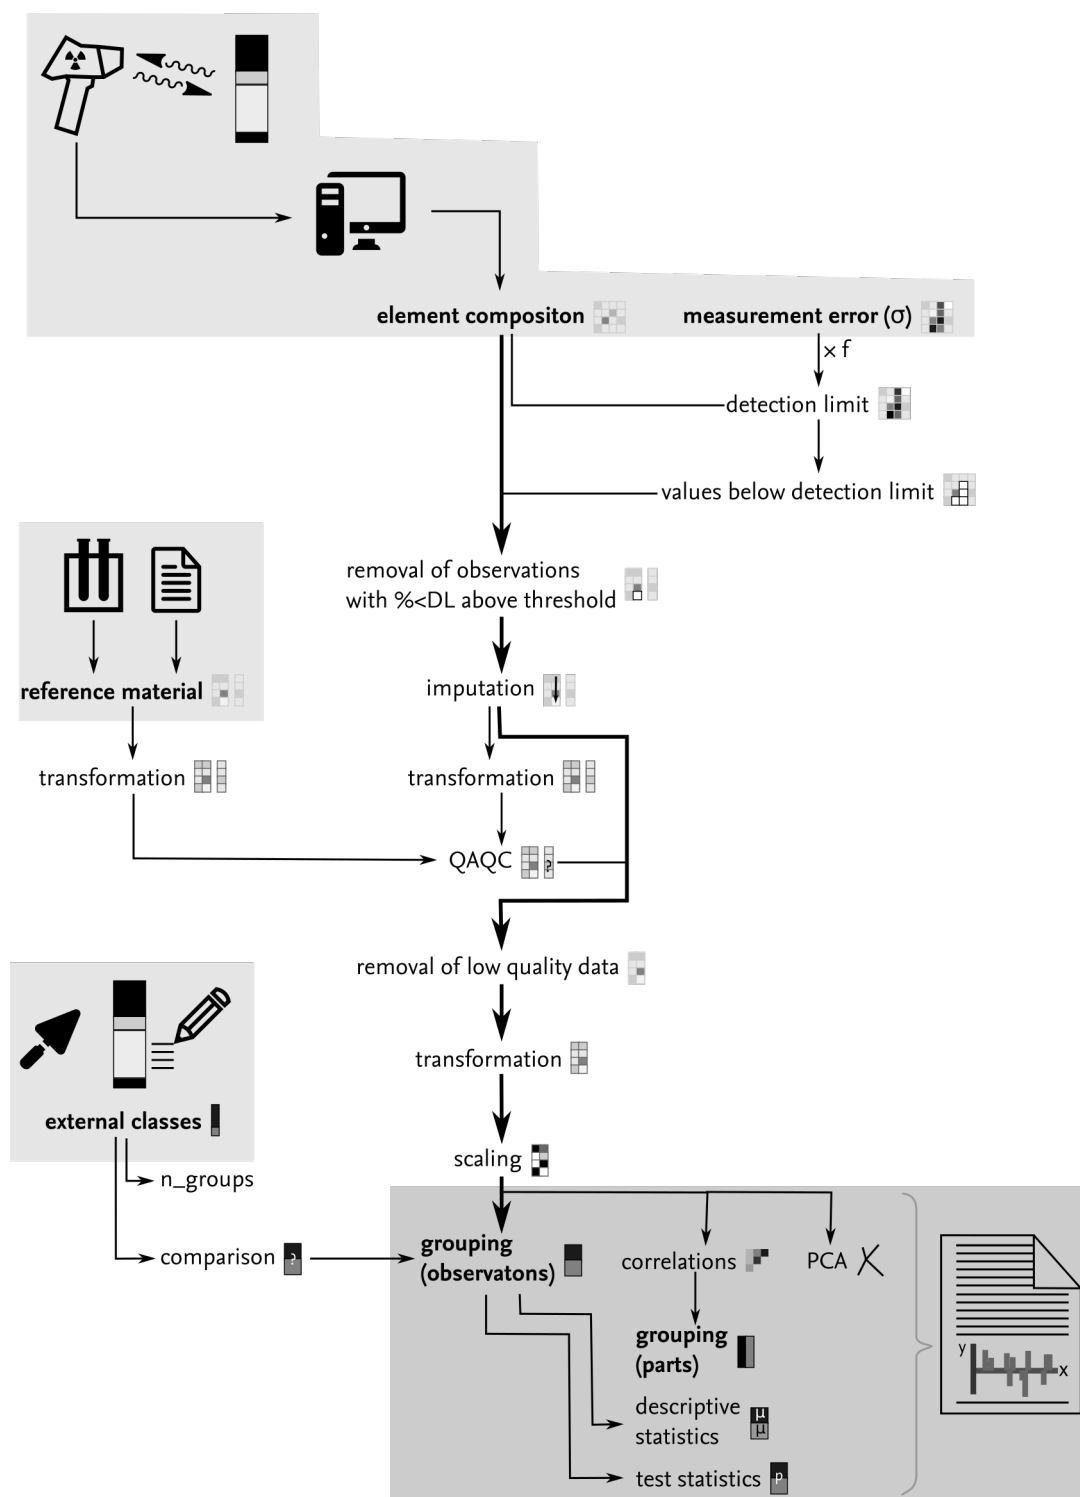 element compositon
measurement error (σ)
× f
detection limit
values below detection limit
removal of observations
with %<DL above threshold
reference material
imputation
transformation
transformation
QAQC
?
removal of low quality data
transformation
external classes
scaling
n_groups
comparison
?
grouping
(observatons)
correlations
PCA
grouping
(parts)
y
x
descriptive
statistics
μ
μ
test statistics
p